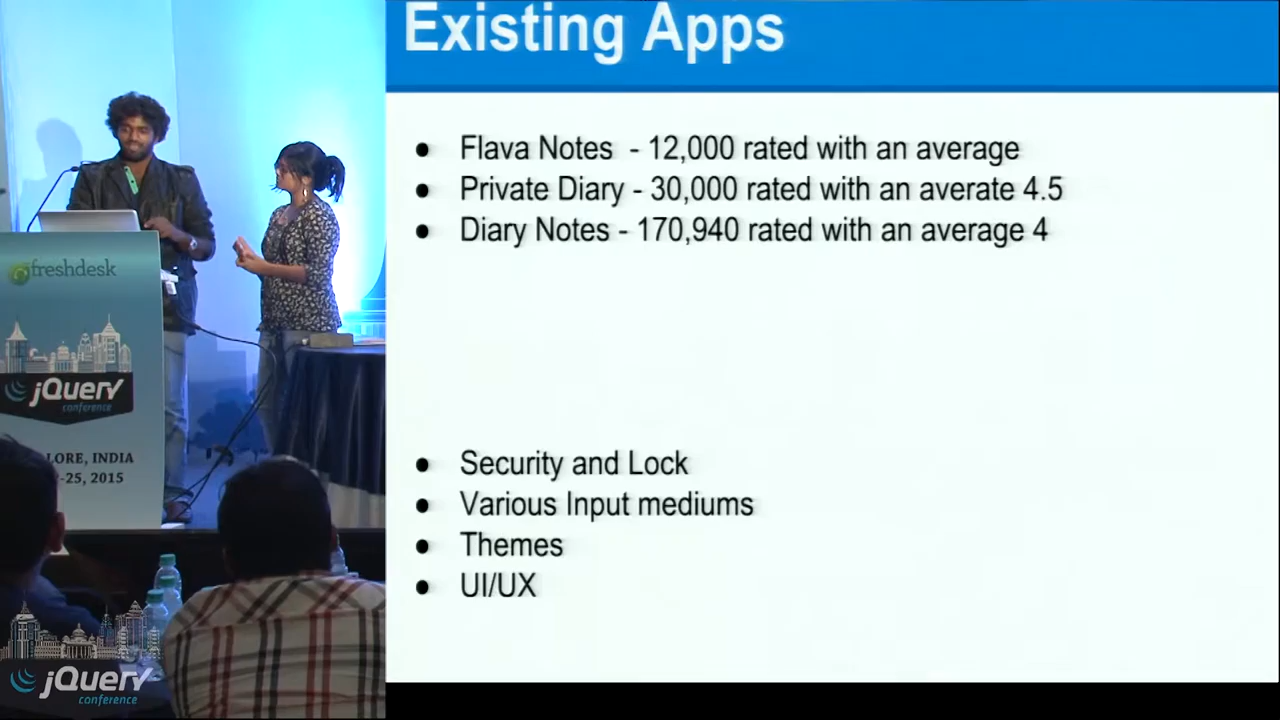 Existing Apps
● Flava Notes - 12,000 rated with an average
● Private Diary - 30,000 rated with an averate 4.5
● Diary Notes - 170,940 rated with an average 4
● Security and Lock
● Various Input mediums
● Themes
● UI/UX
freshdesk
jQuery
conference
LORE, INDIA
-25, 2015
jQuery
conference